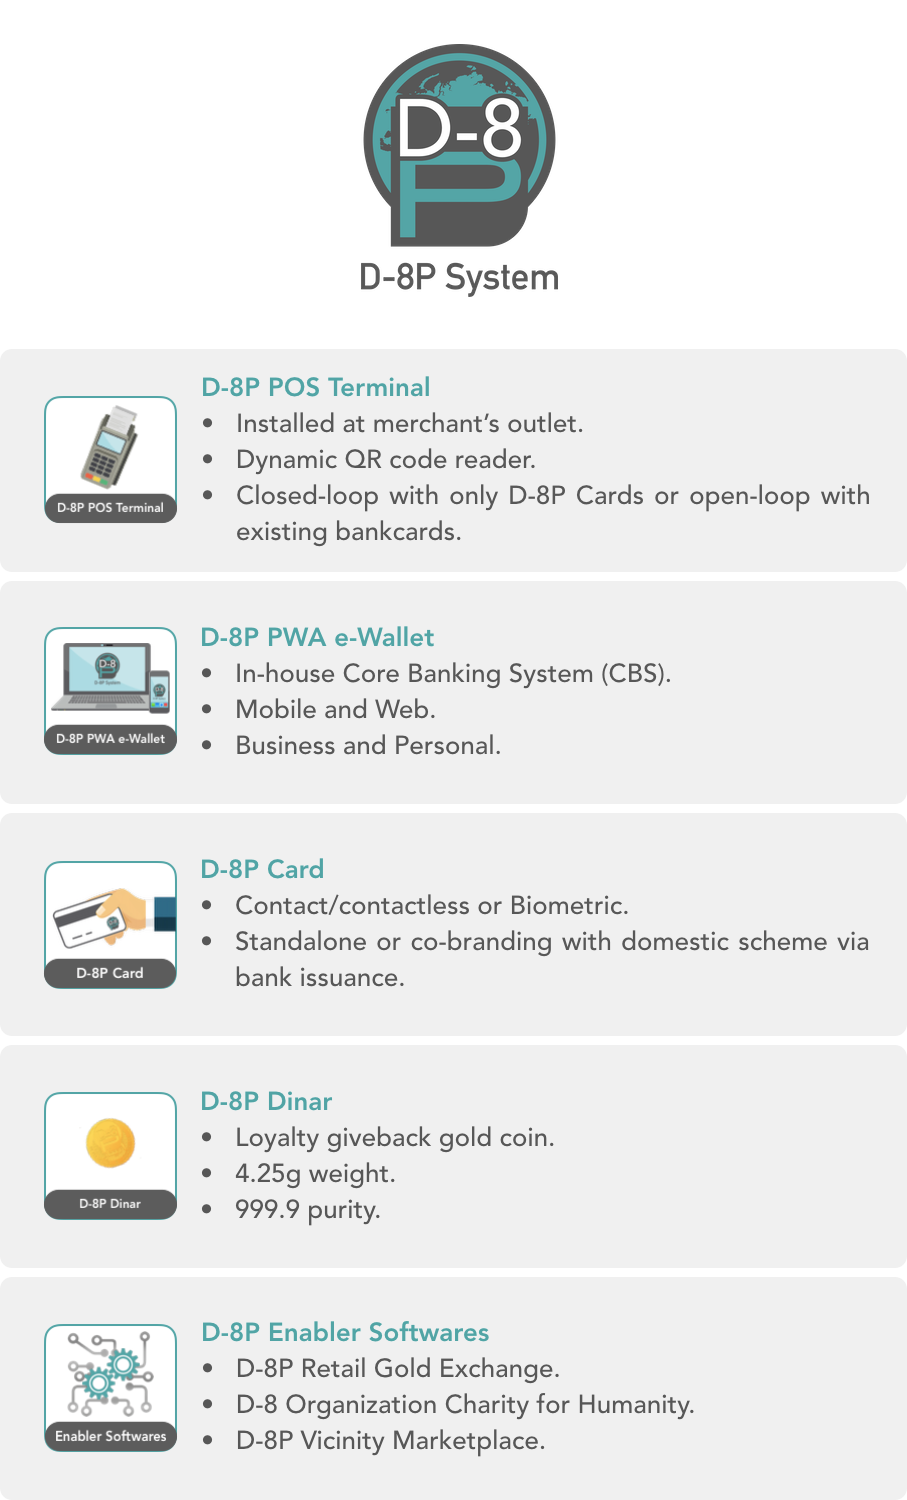 D-8
P
D-8P System
D-8P POS Terminal
D-8P POS Terminal
• Installed at merchant’s outlet.
• Dynamic QR code reader.
• Closed-loop with only D-8P Cards or open-loop with
existing bankcards.
D-8
D-8P System
D-8P PWA e-Wallet
D-8P PWA e-Wallet
• In-house Core Banking System (CBS).
• Mobile and Web.
• Business and Personal.
D-8P Card
D-8P Card
• Contact/contactless or Biometric.
• Standalone or co-branding with domestic scheme via
bank issuance.
D-8P Dinar
D-8P Dinar
• Loyalty giveback gold coin.
• 4.25g weight.
• 999.9 purity.
Enabler Softwares
D-8P Enabler Softwares
• D-8P Retail Gold Exchange.
• D-8 Organization Charity for Humanity.
• D-8P Vicinity Marketplace.